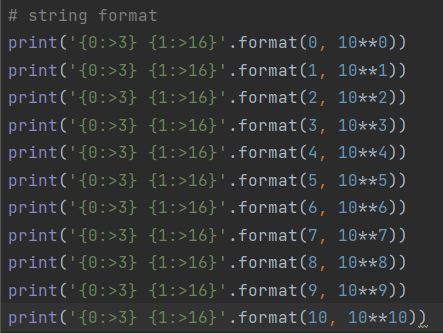 # string format
print('{0:>3} {1:>16}'.format(0, 10**0))
print('{0:>3} {1:>16}'.format(1, 10**1))
print('{0:>3} {1:>16}'.format(2, 10**2))
print('{0:>3} {1:>16}'.format(3, 10**3))
print('{0:>3} {1:>16}'.format(4, 10**4))
print('{0:>3} {1:>16}'.format(5, 10**5))
print('{0:>3} {1:>16}'.format(6, 10**6))
print('{0:>3} {1:>16}'.format(7, 10**7))
print('{0:>3} {1:>16}'.format(8, 10**8))
print('{0:>3} {1:>16}'.format(9, 10**9))
print('{0:>3} {1:>16}'.format(10, 10**10))